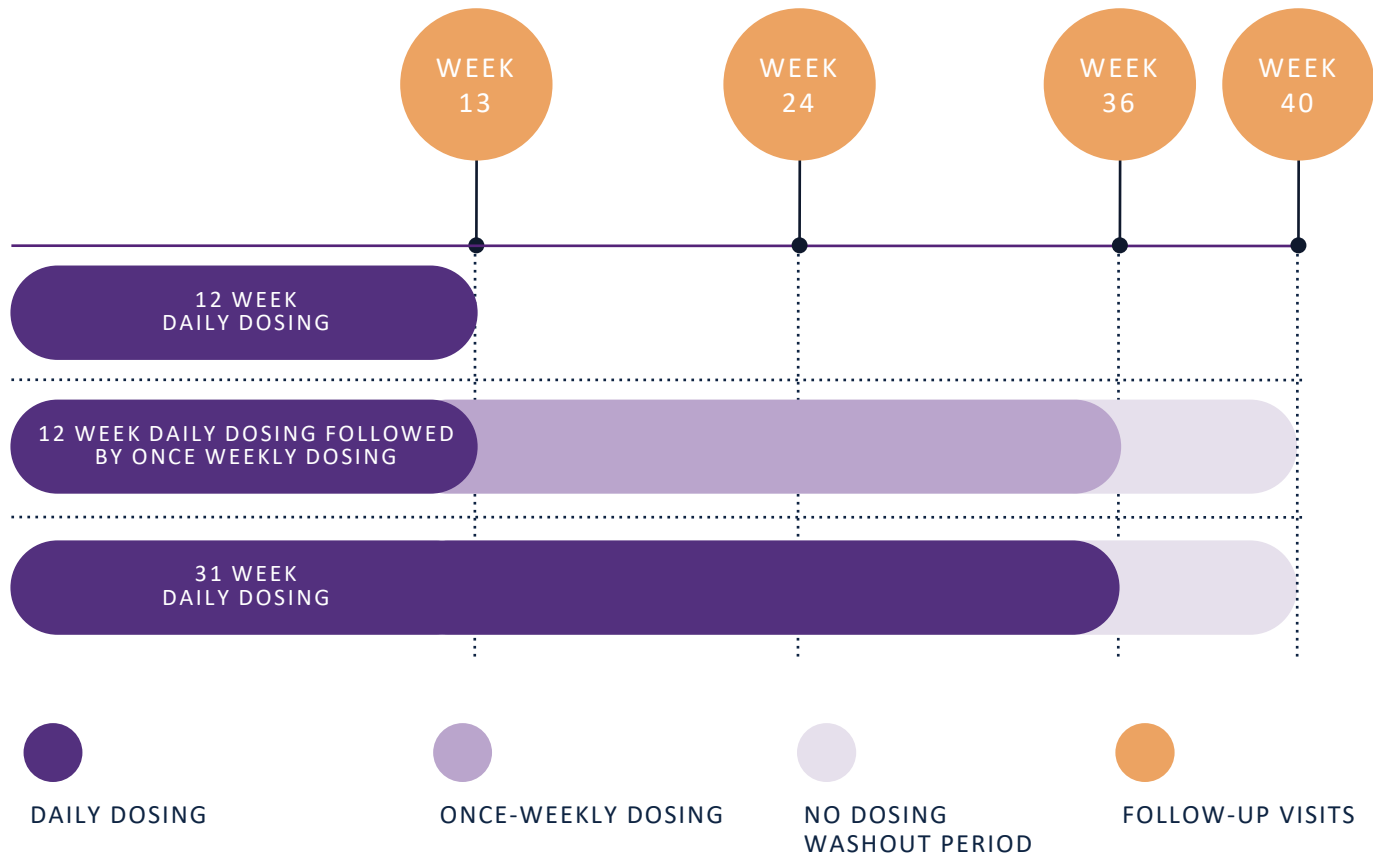 WEEK
13
WEEK
24
WEEK
36
WEEK
40
12 WEEK
DAILY DOSING
12 WEEK DAILY DOSING FOLLOWED
BY ONCE WEEKLY DOSING
31 WEEK
DAILY DOSING
DAILY DOSING
ONCE-WEEKLY DOSING
NO DOSING
WASHOUT PERIOD
FOLLOW-UP VISITS